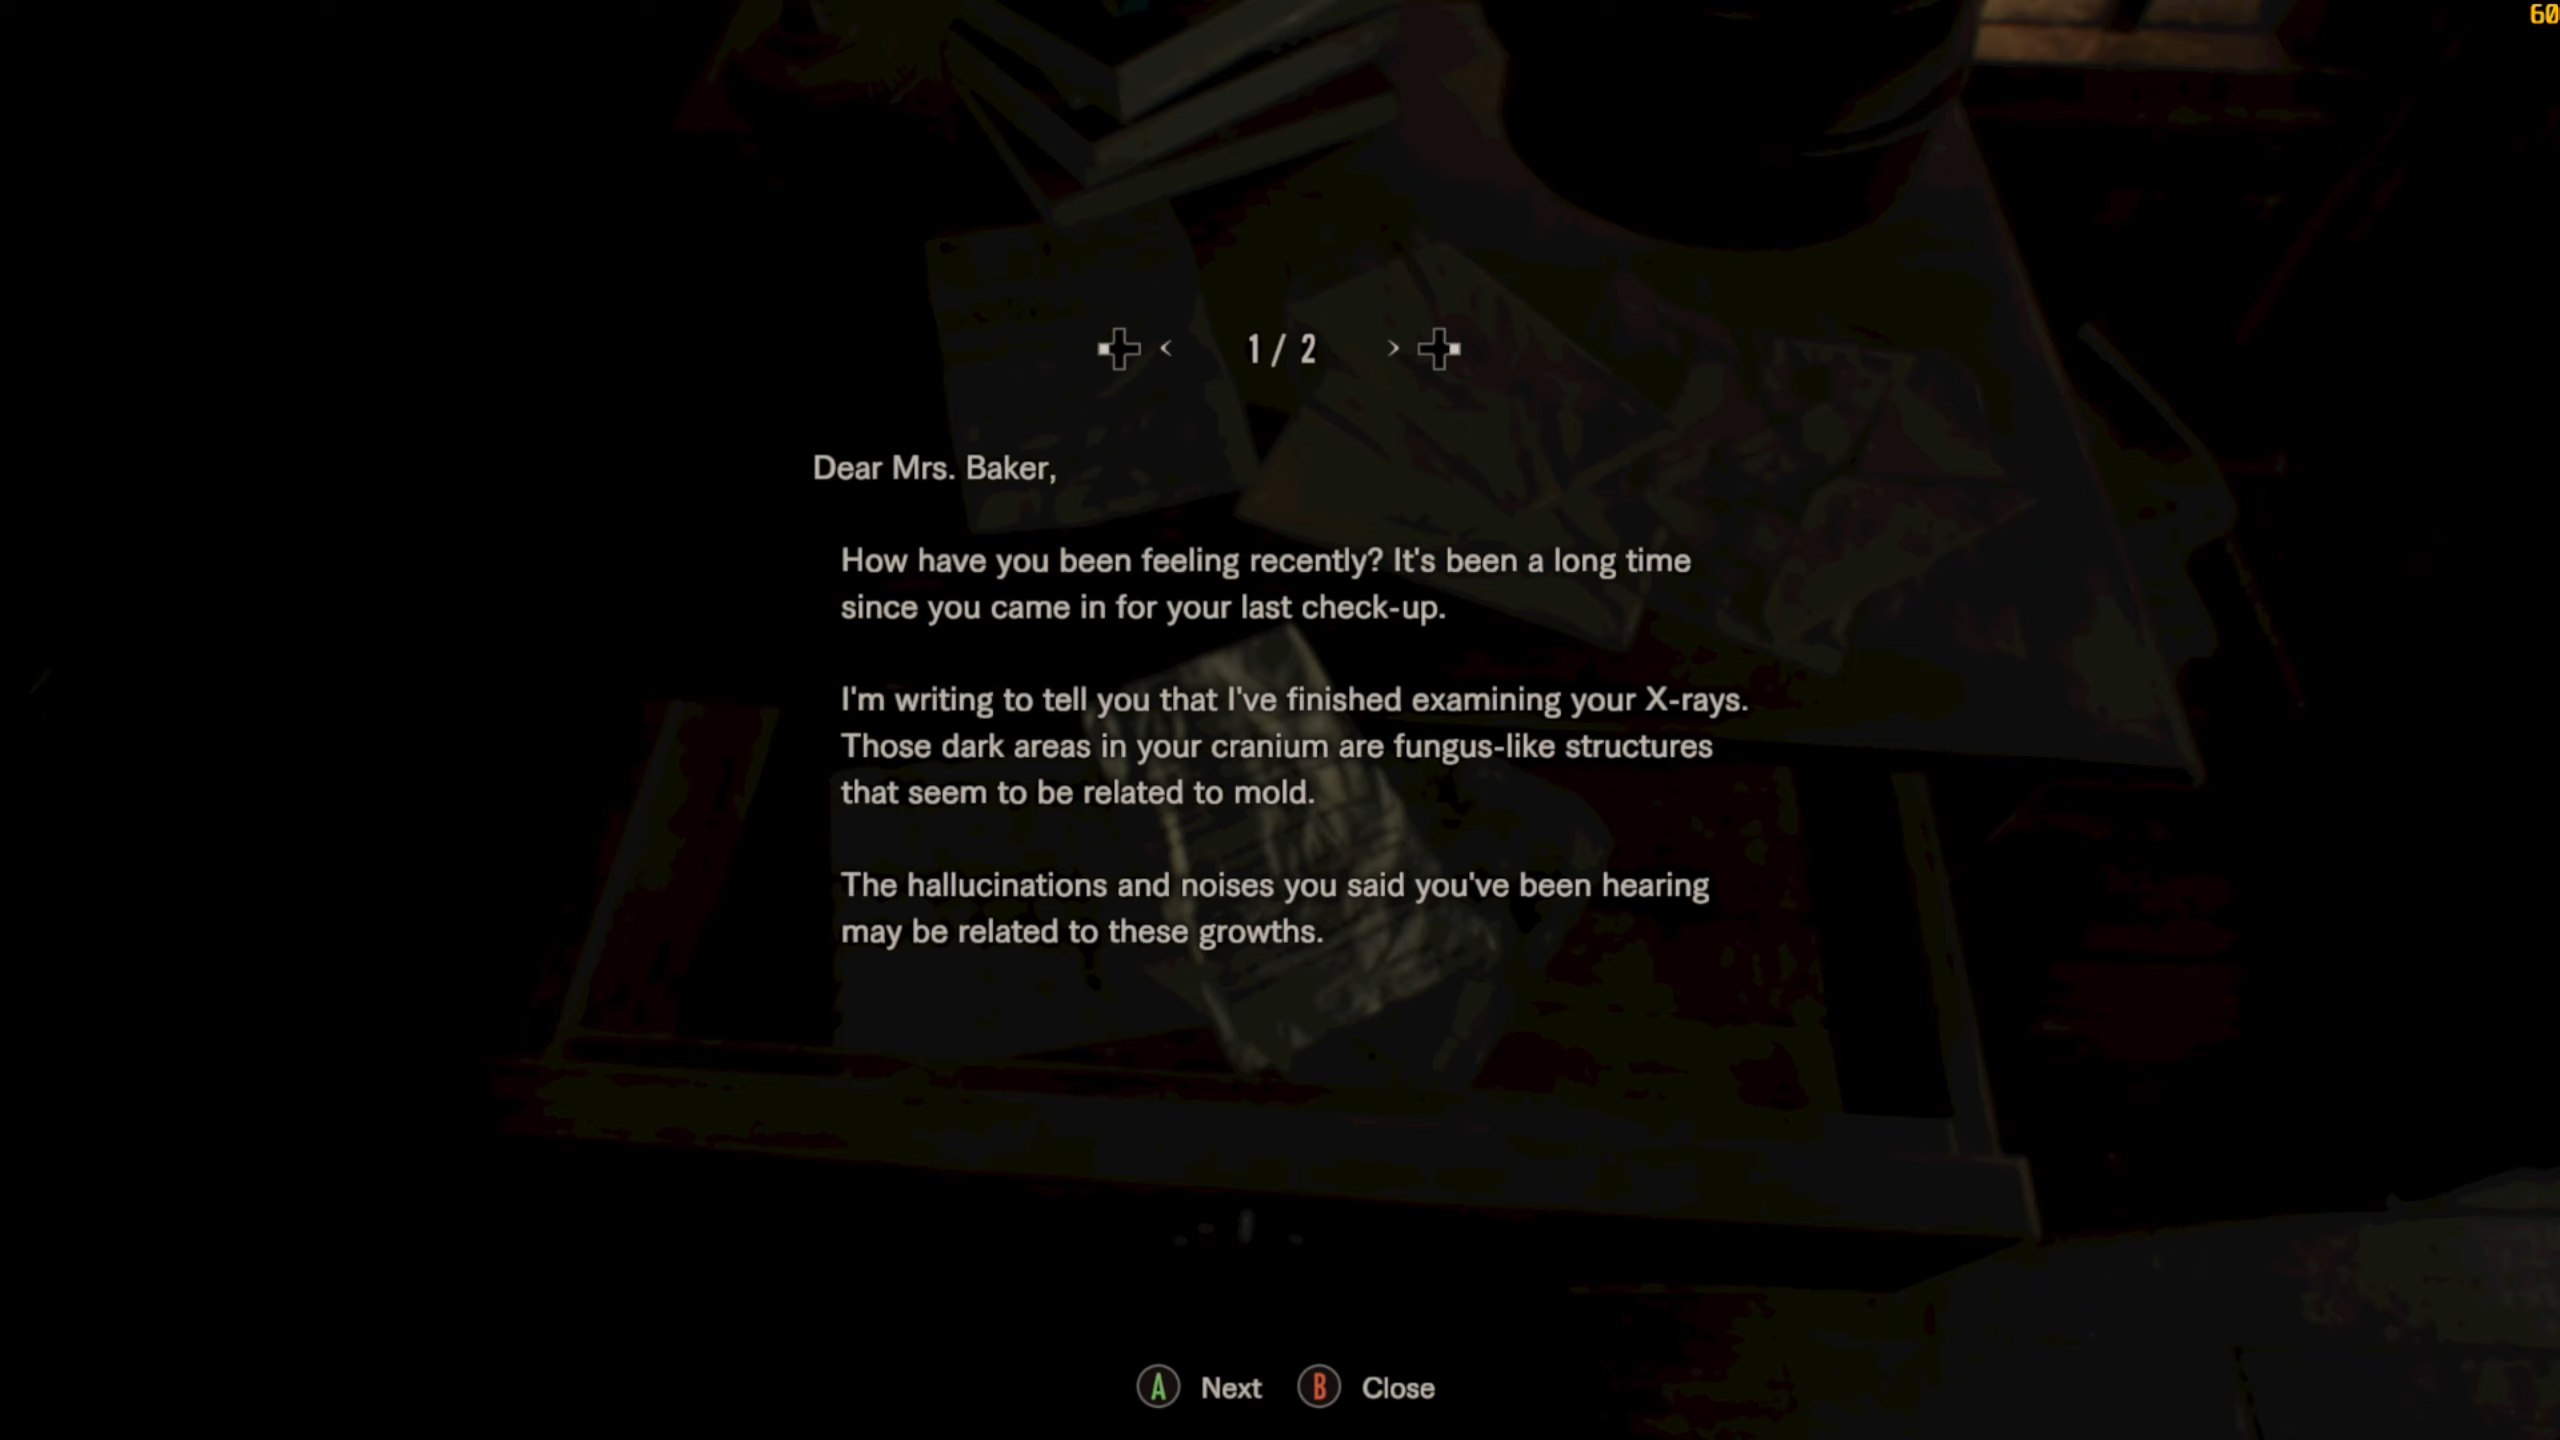 60
< 1 / 2 >
Dear Mrs. Baker,
How have you been feeling recently? It's been a long time
since you came in for your last check-up.
I'm writing to tell you that I've finished examining your X-rays.
Those dark areas in your cranium are fungus-like structures
that seem to be related to mold.
The hallucinations and noises you said you've been hearing
may be related to these growths.
A Next B Close